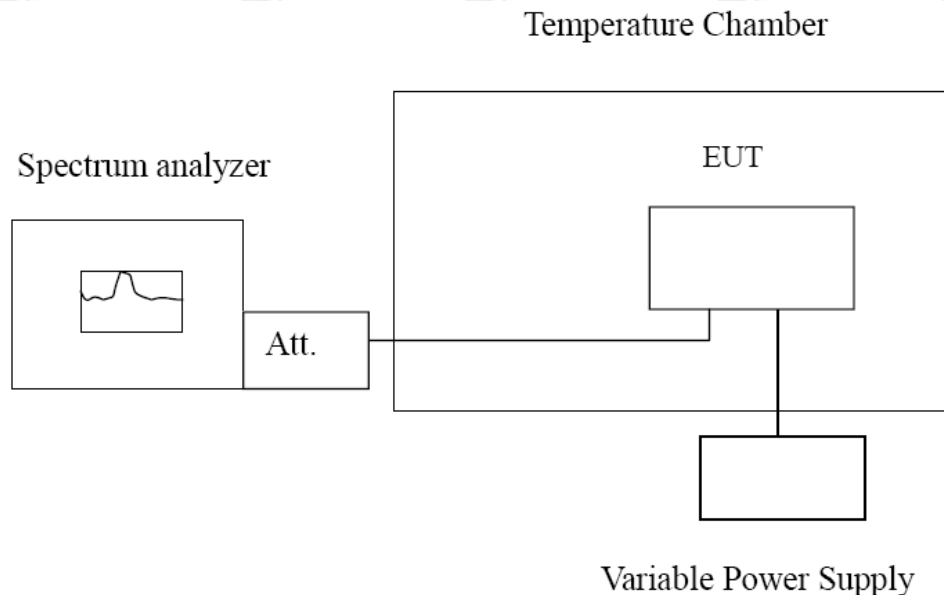 Temperature Chamber
Spectrum analyzer
EUT
Att.
Variable Power Supply